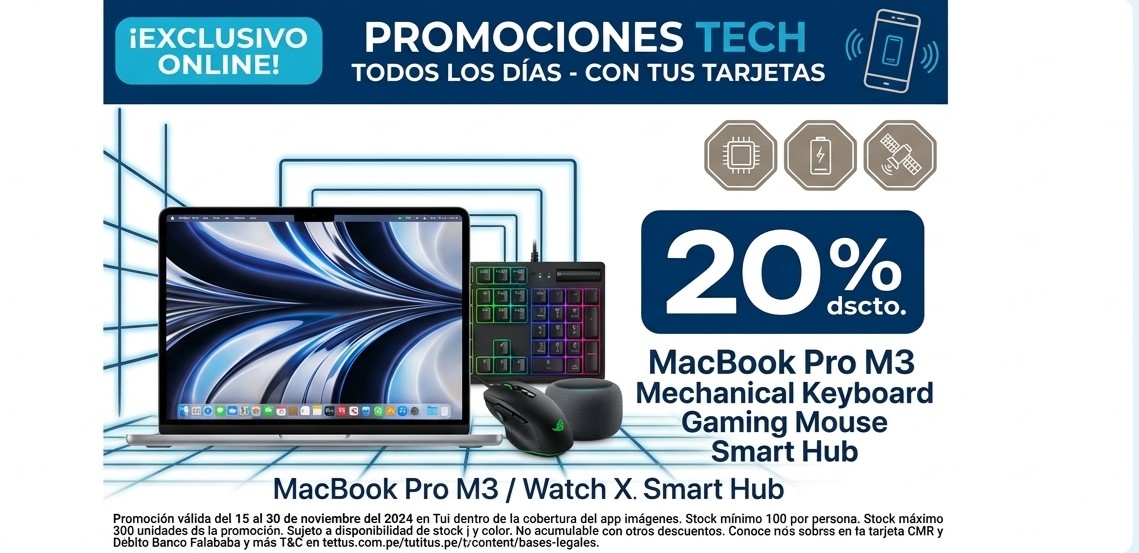 ¡EXCLUSIVO
ONLINE!
PROMOCIONES TECH
TODOS LOS DÍAS - CON TUS TARJETAS
20% dscto.
MacBook Pro M3
Mechanical Keyboard
Gaming Mouse
Smart Hub
MacBook Pro M3 / Watch X. Smart Hub
Promoción válida del 15 al 30 de noviembre del 2024 en Tui dentro de la cobertura del app imágenes. Stock mínimo 100 por persona. Stock máximo
300 unidades de la promoción. Sujeto a disponibilidad de stock j y color. No acumulable con otros descuentos. Conoce nós sobrss en ta tarjeta CMR y
Déblto Banco Falababa y más T&C en tettus.com.pe/tutitus.pe/t/content/bases-legales.